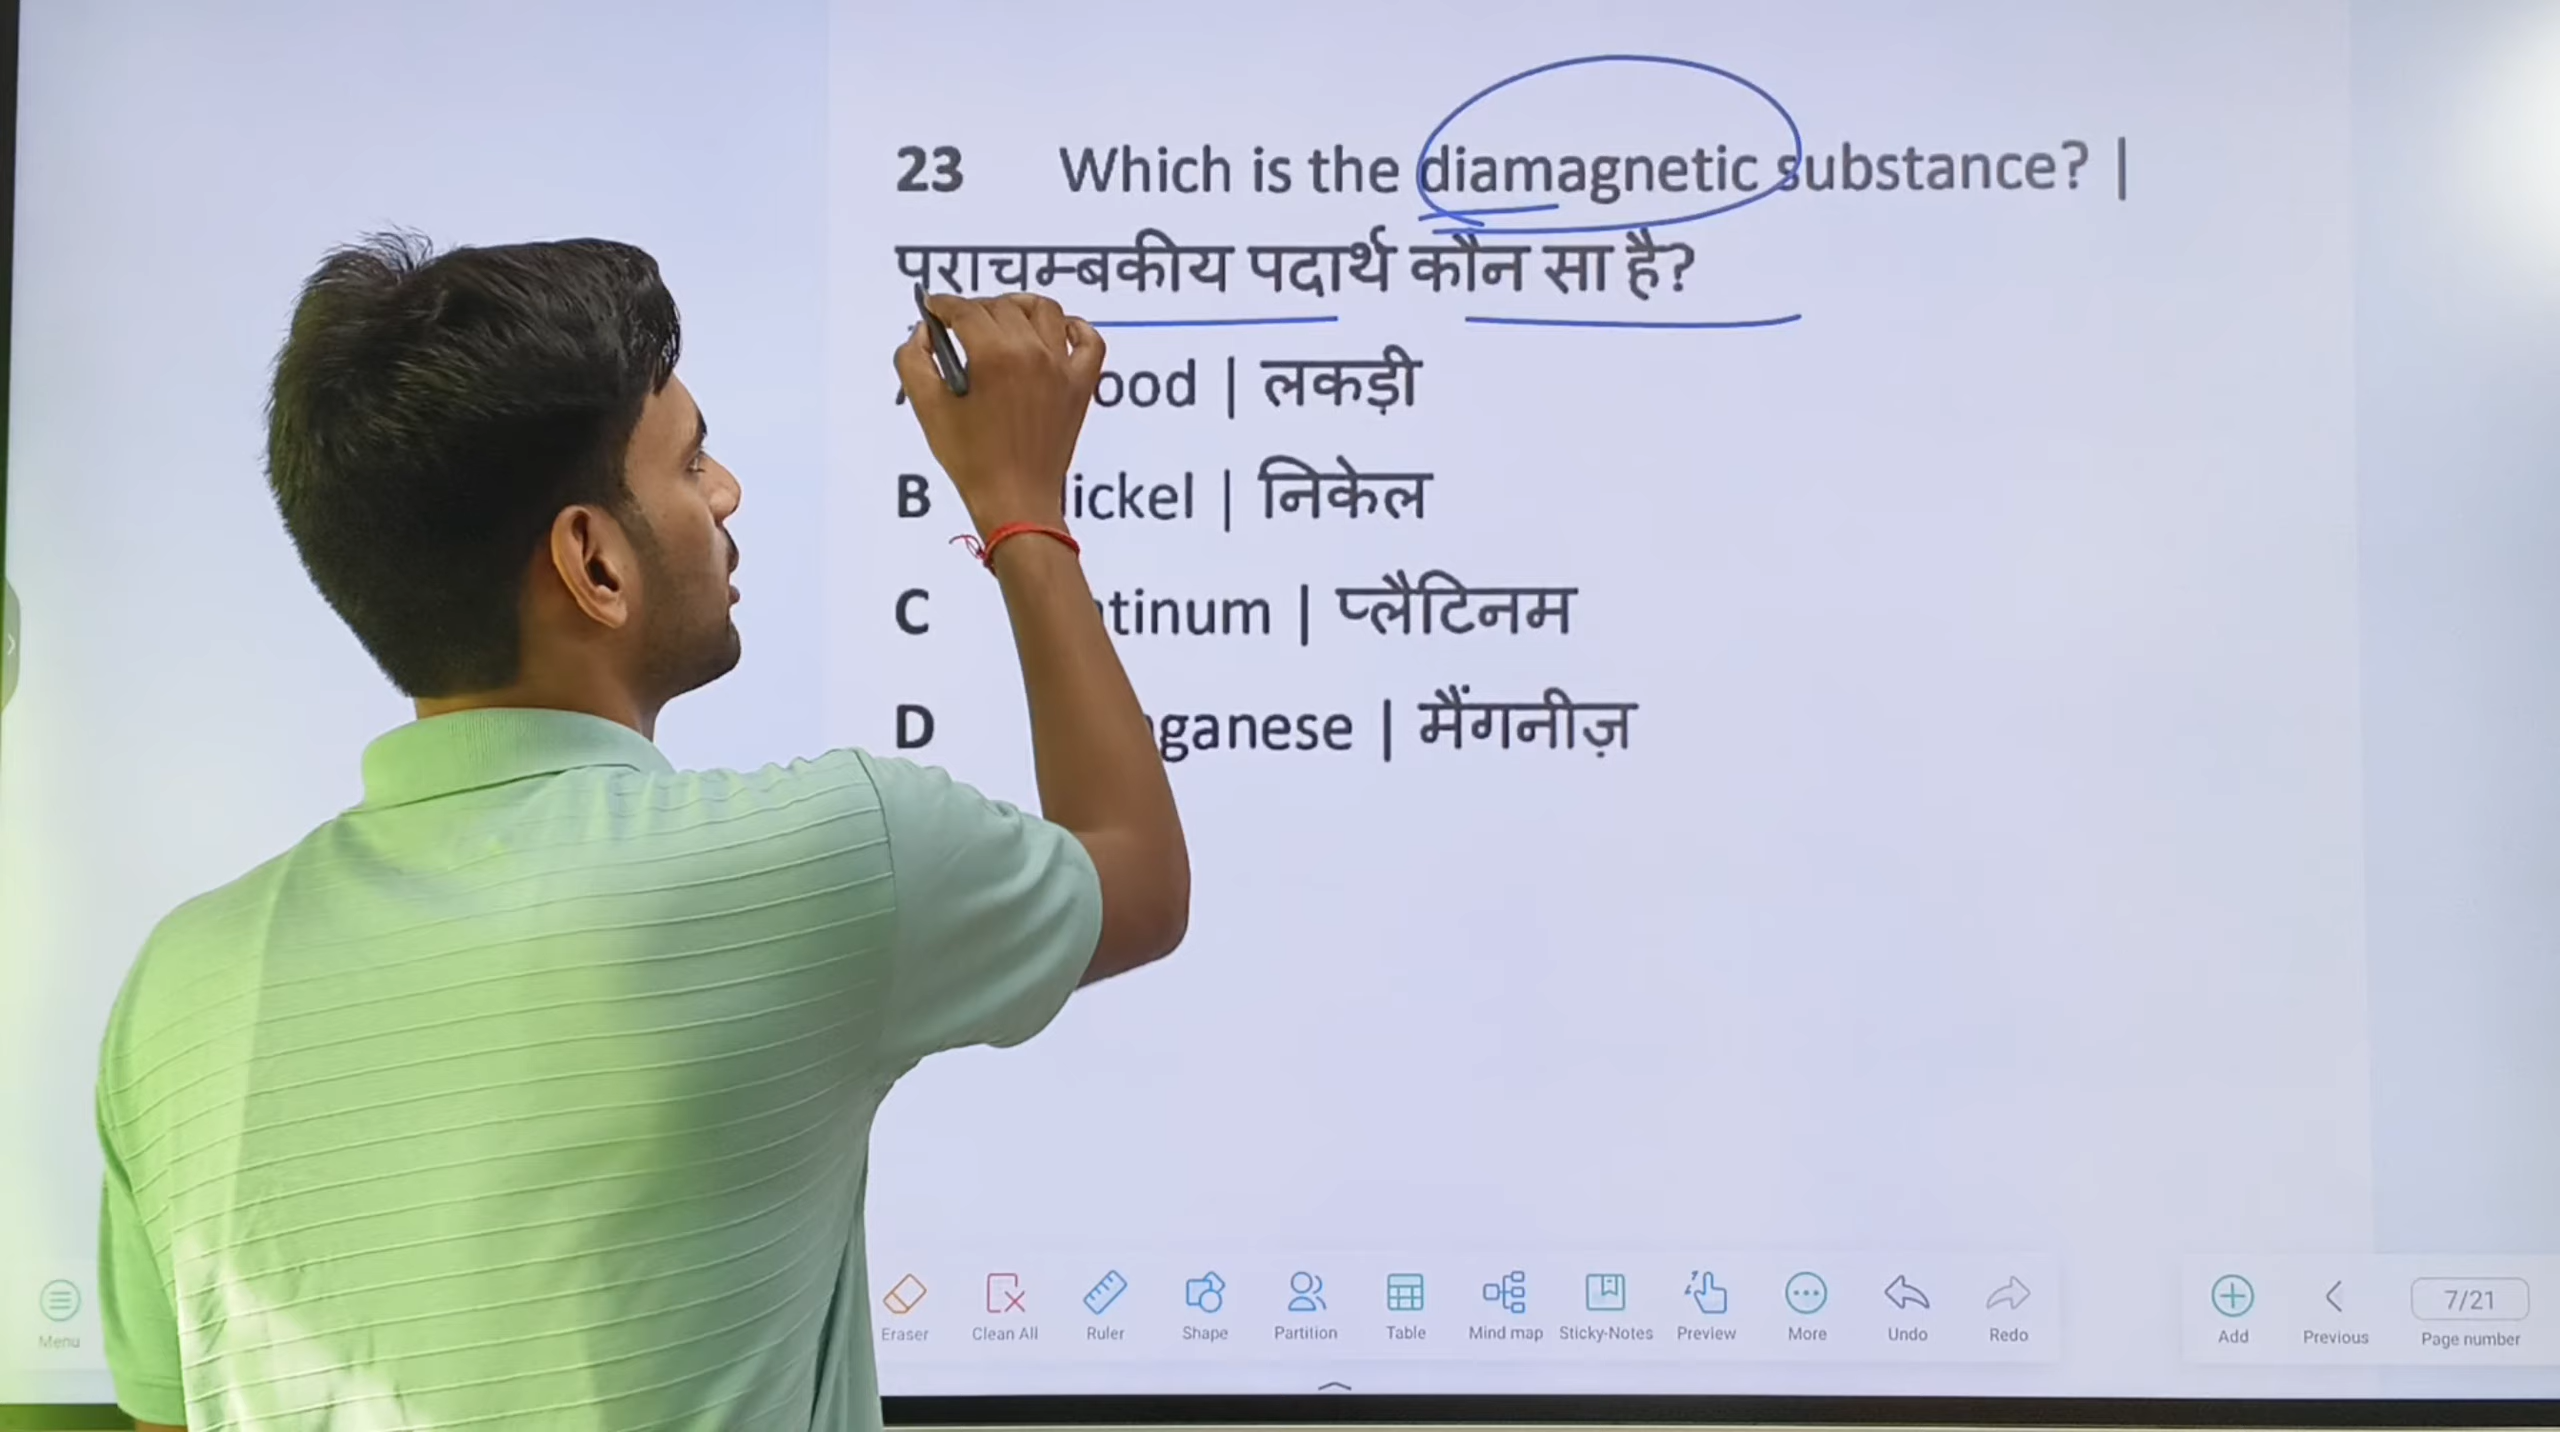 23 Which is the diamagnetic substance? |
पराचम्बकीय पदार्थ कौन सा है?
ood | लकड़ी
B ickel | निकेल
C tinum | प्लैटिनम
D ganese | मैंगनीज़
Menu Eraser Clean All Ruler Shape Partition Table Mind map Sticky-Notes Preview More Undo Redo Add Previous 7/21 Page number